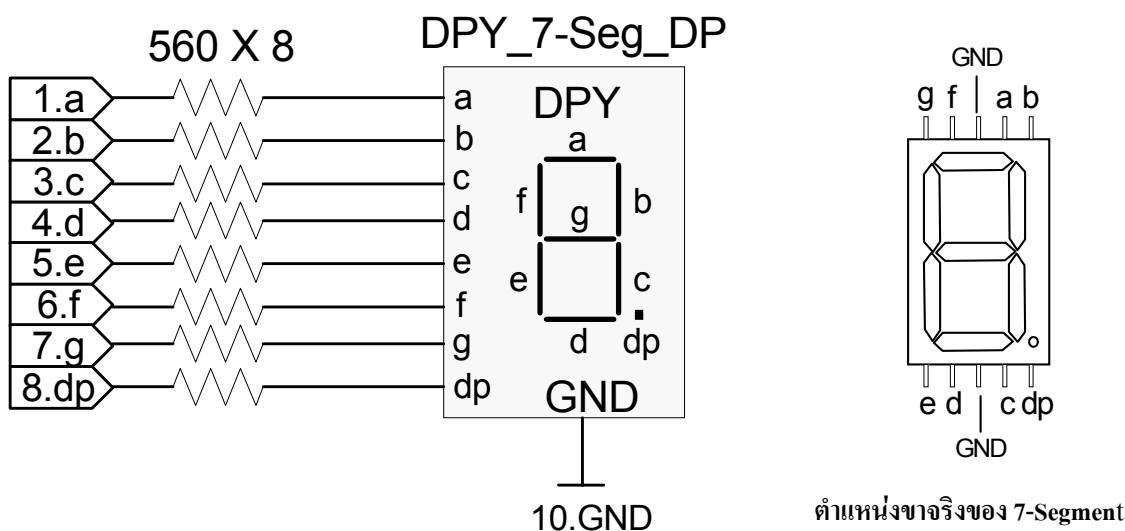 560 X 8
DPY_7-Seg_DP
1.a
2.b
3.c
4.d
5.e
6.f
7.g
8.dp
a
b
c
d
e
f
g
dp
DPY
a
f
g
b
e
c
d
dp
GND
10.GND
GND
g f a b
e d c dp
GND
ตำแหน่งขาจริงของ 7-Segment